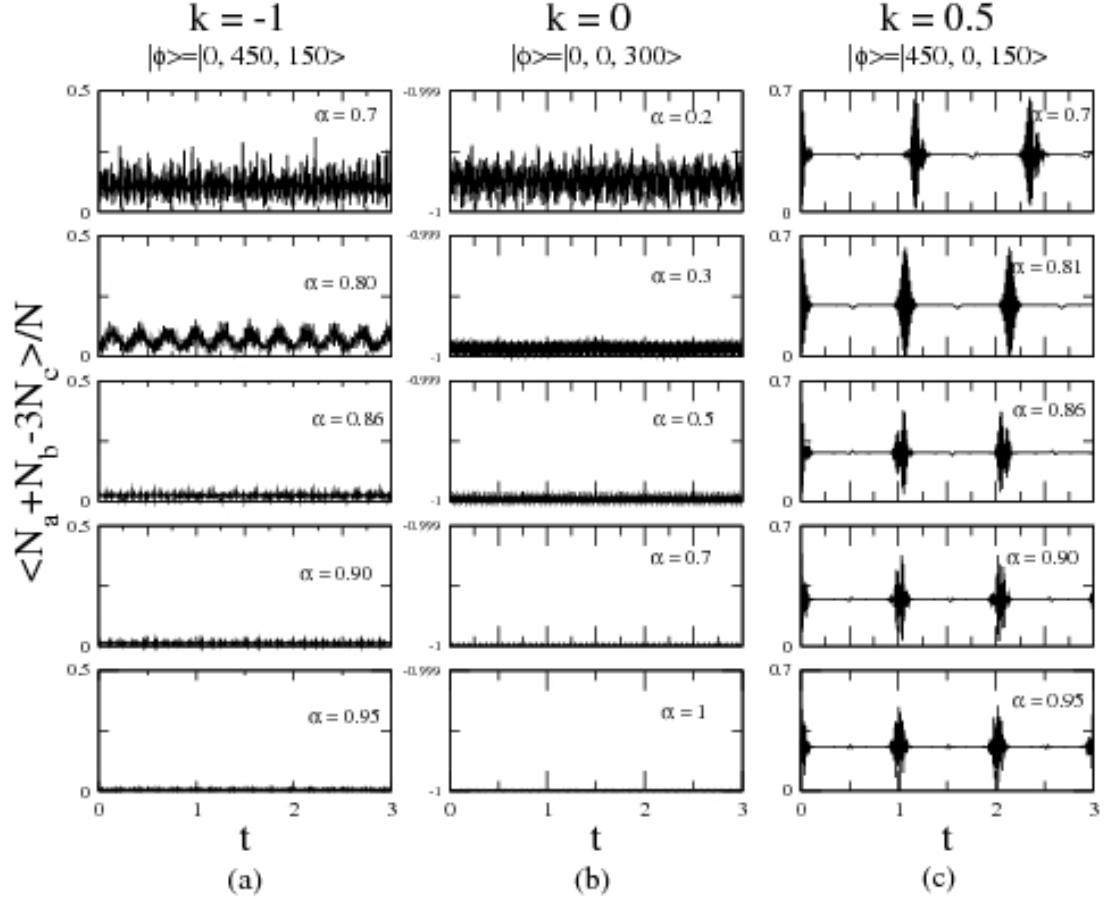 k = -1
|ϕ>=|0, 450, 150>
k = 0
|ϕ>=|0, 0, 300>
k = 0.5
|ϕ>=|450, 0, 150>
<N_a+N_b-3N_c>/N
0.5
α = 0.7
0
-0.999
α = 0.2
-1
0.7
α = 0.7
0
0.5
α = 0.80
0
-0.999
α = 0.3
-1
0.7
α = 0.81
0
0.5
α = 0.86
0
-0.999
α = 0.5
-1
0.7
α = 0.86
0
0.5
α = 0.90
0
-0.999
α = 0.7
-1
0.7
α = 0.90
0
0.5
α = 0.95
0
-0.999
α = 1
-1
0.7
α = 0.95
0
0 1 2 3
0 1 2 3
0 1 2 3
t
t
t
(a)
(b)
(c)